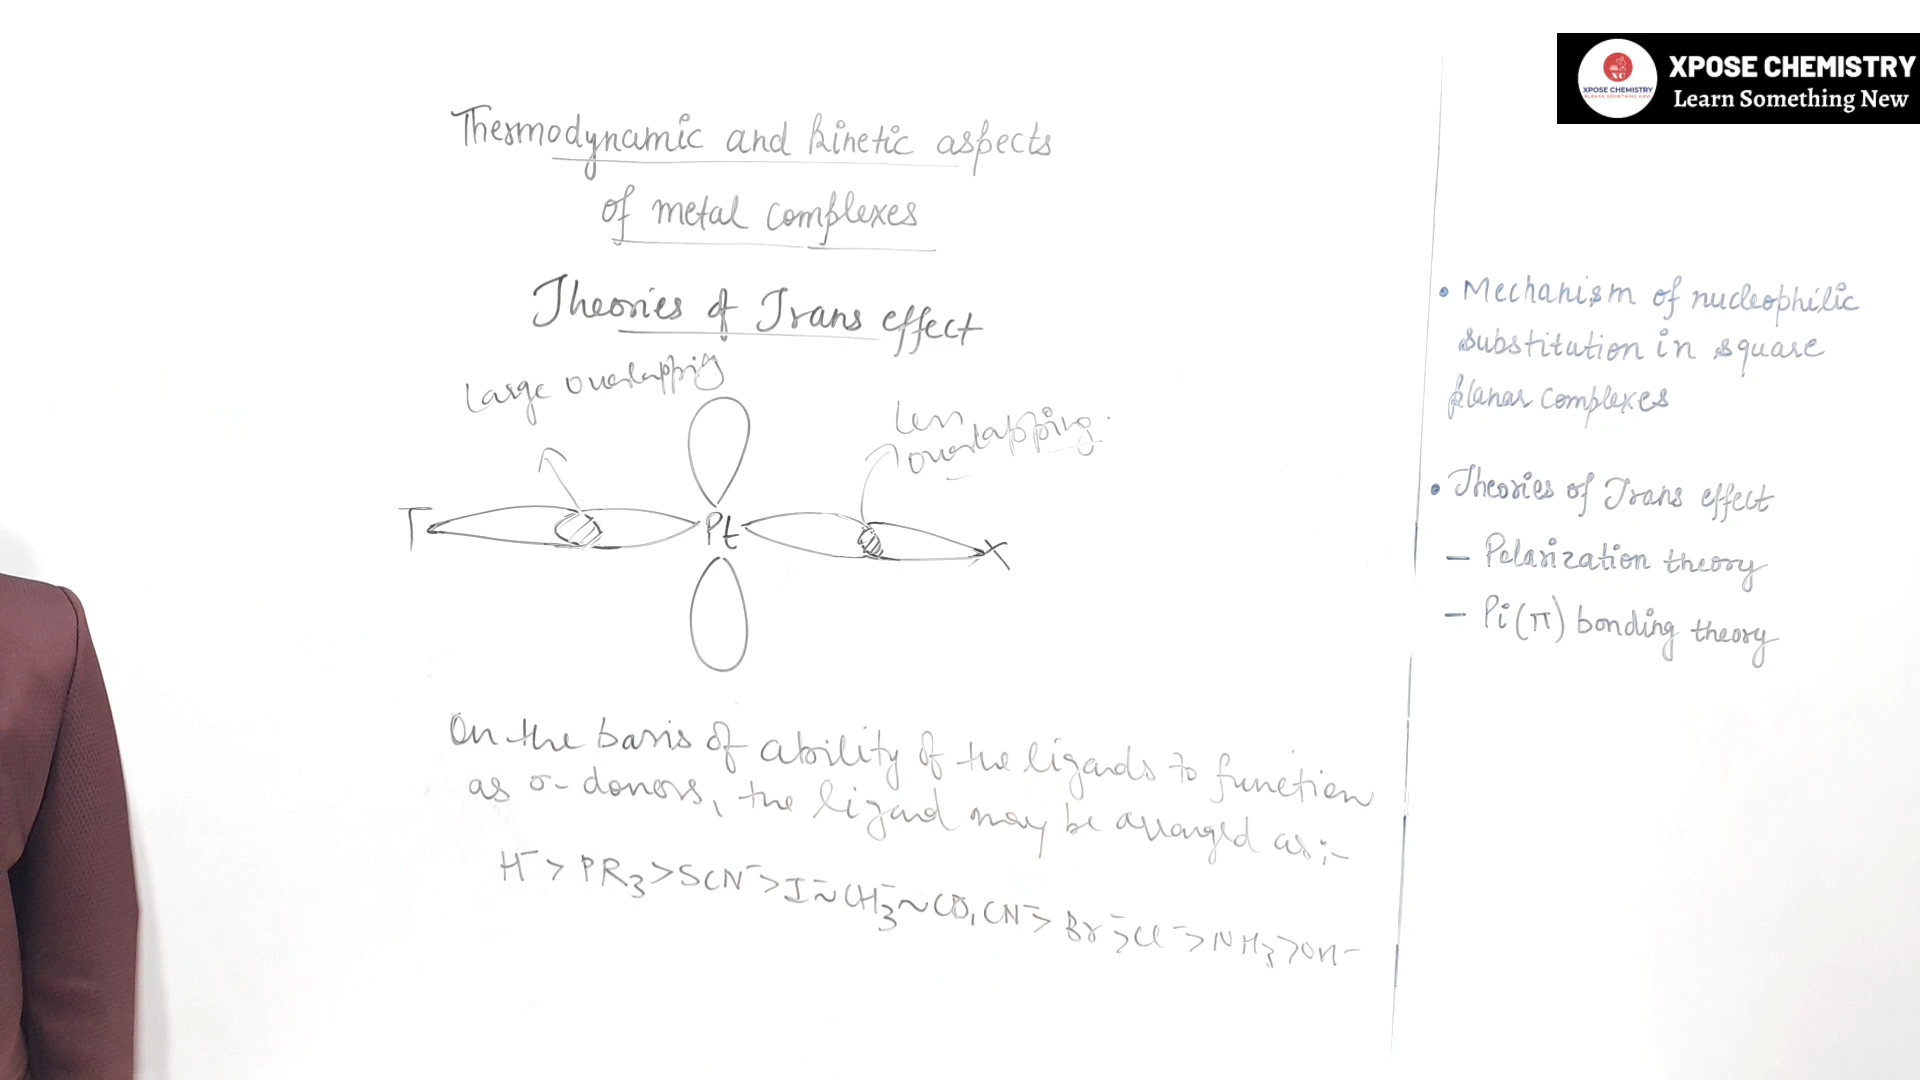 XPOSE CHEMISTRY
Learn Something New
XC
XPOSE CHEMISTRY
Thermodynamic and kinetic aspects
of metal complexes
Theories of Trans effect
Large overlapping
Less
overlapping
T Pt X
On the basis of ability of the ligands to function
as σ-donors, the ligand may be arranged as:-
H⁻ > PR₃ > SCN⁻ > I⁻ ~ CH₃⁻ ~ CO, CN⁻ > Br⁻ > Cl⁻ > NH₃ > OH⁻
• Mechanism of nucleophilic
substitution in square
planar complexes
• Theories of Trans effect
– Polarization theory
– Pi (π) bonding theory